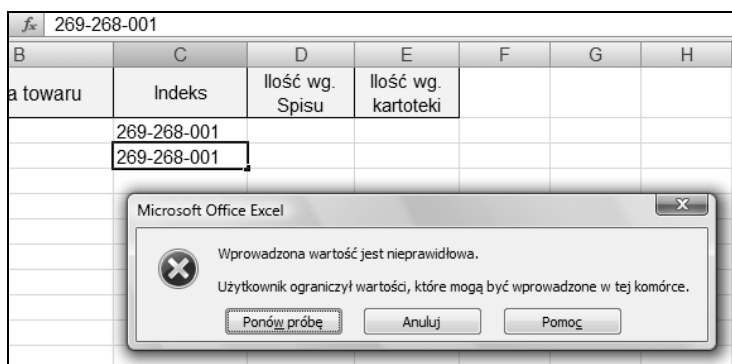 fx 269-268-001
B C D E F G H
a towaru Indeks Ilość wg. Spisu Ilość wg. kartoteki
269-268-001
269-268-001
Microsoft Office Excel
Wprowadzona wartość jest nieprawidłowa.
Użytkownik ograniczył wartości, które mogą być wprowadzone w tej komórce.
Ponów próbę Anuluj Pomoc